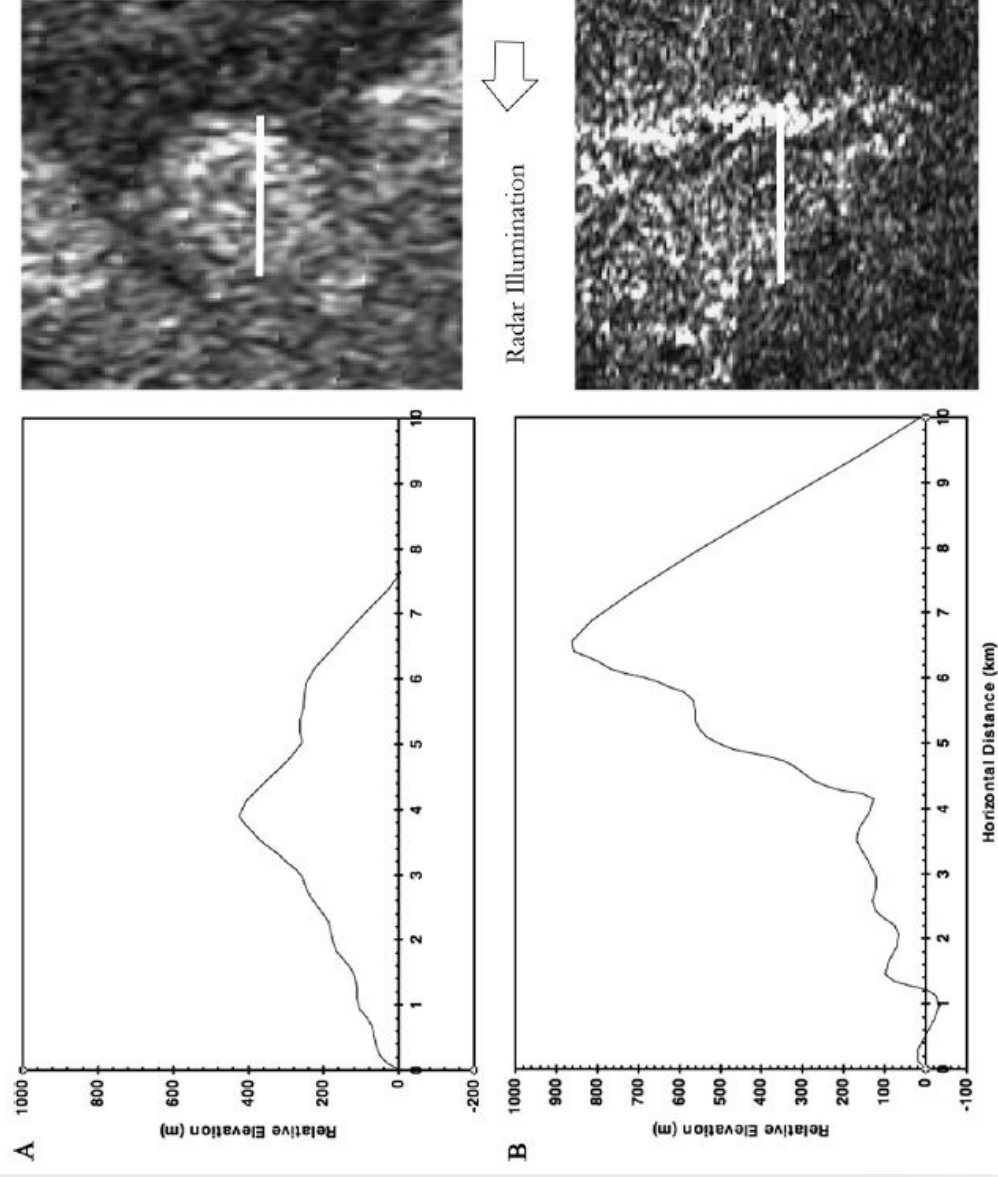 A
1000
800
600
400
200
0
-200
Relative Elevation (m)
0 1 2 3 4 5 6 7 8 9 10
Radar Illumination
B
1000
900
800
700
600
500
400
300
200
100
0
-100
Relative Elevation (m)
0 1 2 3 4 5 6 7 8 9 10
Horizontal Distance (km)